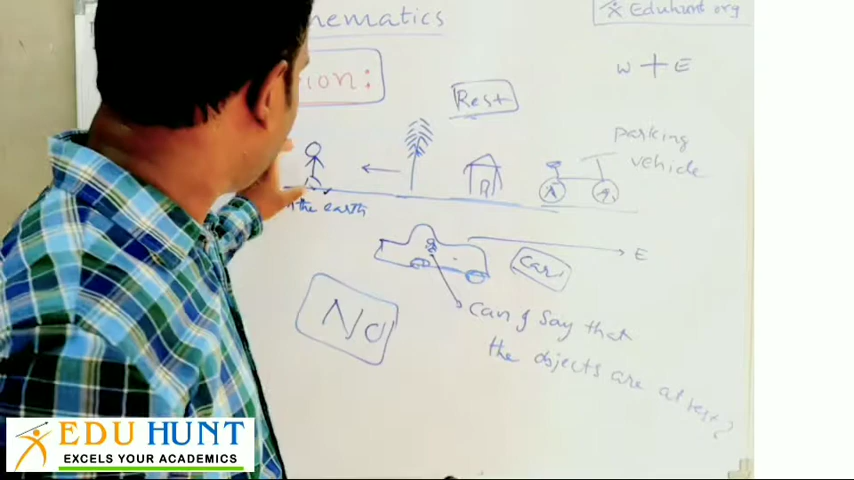 ematics
Eduhunt.org
ion:
Rest
W E
parking
vehicle
the earth
E
Car
No
Can I say that
the objects are at rest?
EDU HUNT
EXCELS YOUR ACADEMICS